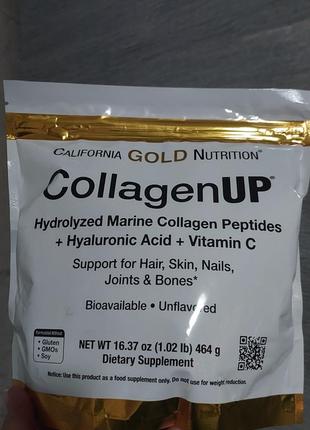 CALIFORNIA GOLD NUTRITION®
CollagenUP®
Hydrolyzed Marine Collagen Peptides
+ Hyaluronic Acid + Vitamin C
Support for Hair, Skin, Nails,
Joints & Bones*
Bioavailable • Unflavored
Formulated Without
• Gluten
• GMOs
• Soy
NET WT 16.37 oz (1.02 lb) 464 g
Dietary Supplement
Notice: Use this product as a food supplement only. Do not use for weight reduction.